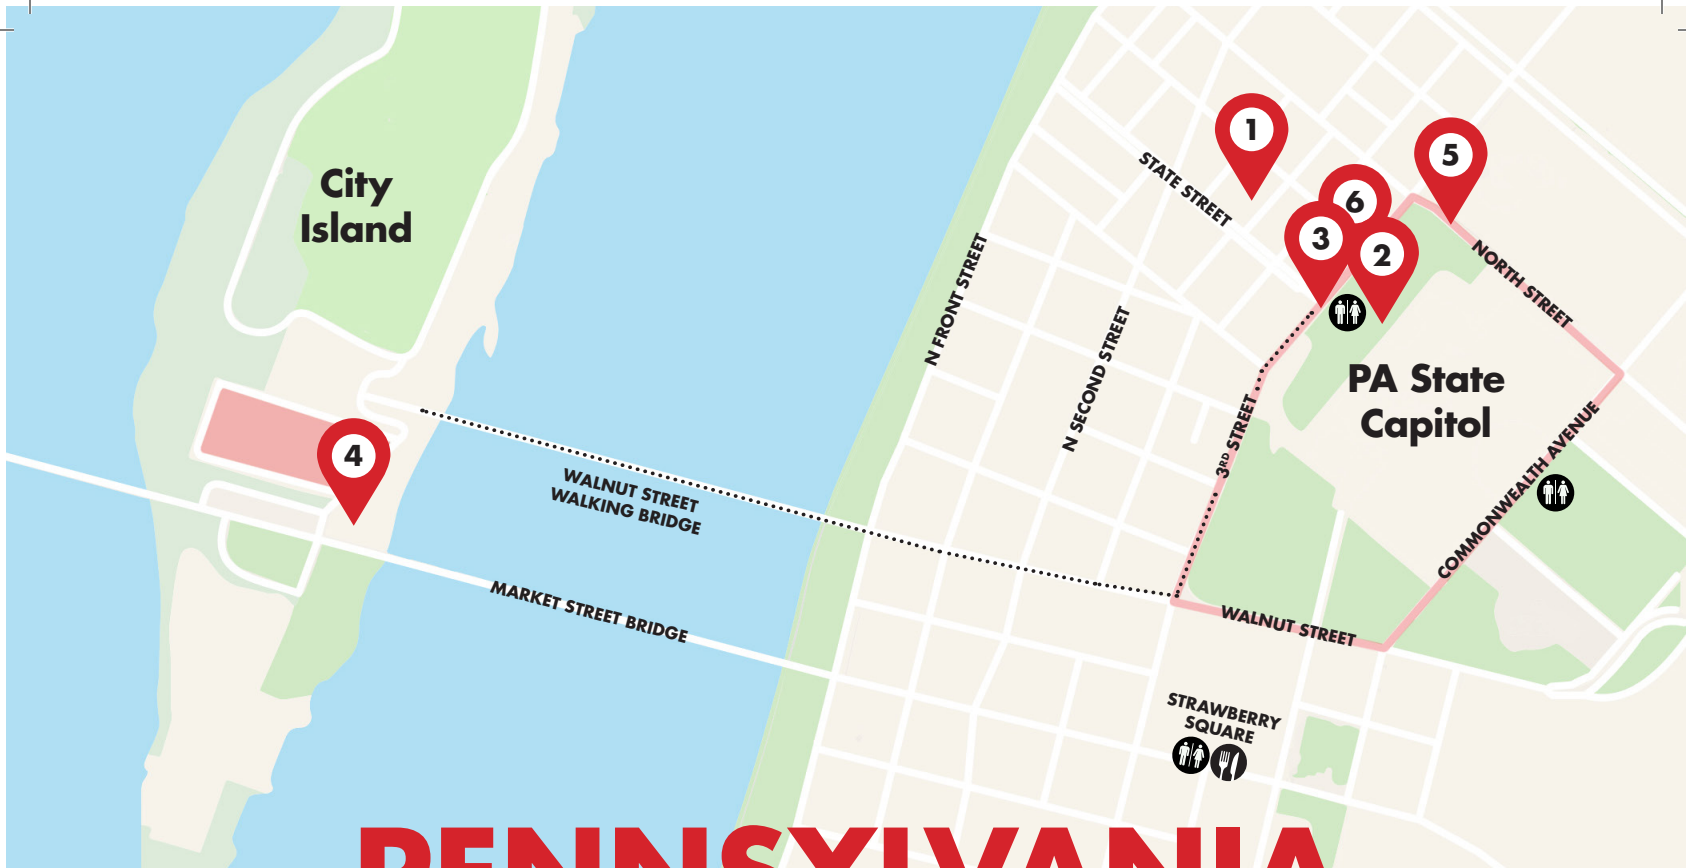 1
5
6
3
2
4
City
Island
STATE STREET
N FRONT STREET
N SECOND STREET
NORTH STREET
PA State
Capitol
3RD STREET
COMMONWEALTH AVENUE
WALNUT STREET
WALKING BRIDGE
MARKET STREET BRIDGE
WALNUT STREET
STRAWBERRY
SQUARE
PENNSYLVANIA